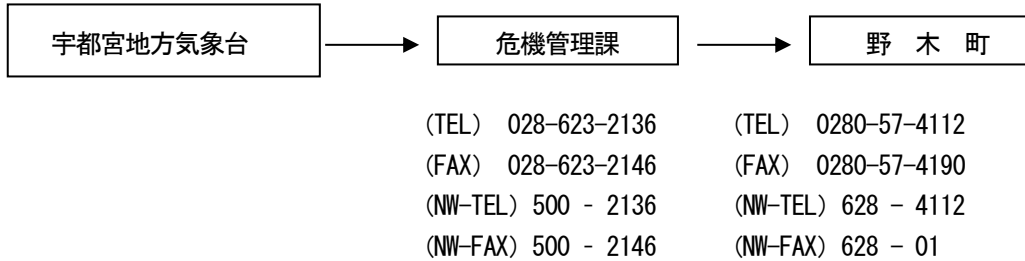 宇都宮地方気象台
危機管理課
野 木 町
(TEL) 028-623-2136
(FAX) 028-623-2146
(NW-TEL) 500 - 2136
(NW-FAX) 500 - 2146
(TEL) 0280-57-4112
(FAX) 0280-57-4190
(NW-TEL) 628 - 4112
(NW-FAX) 628 - 01